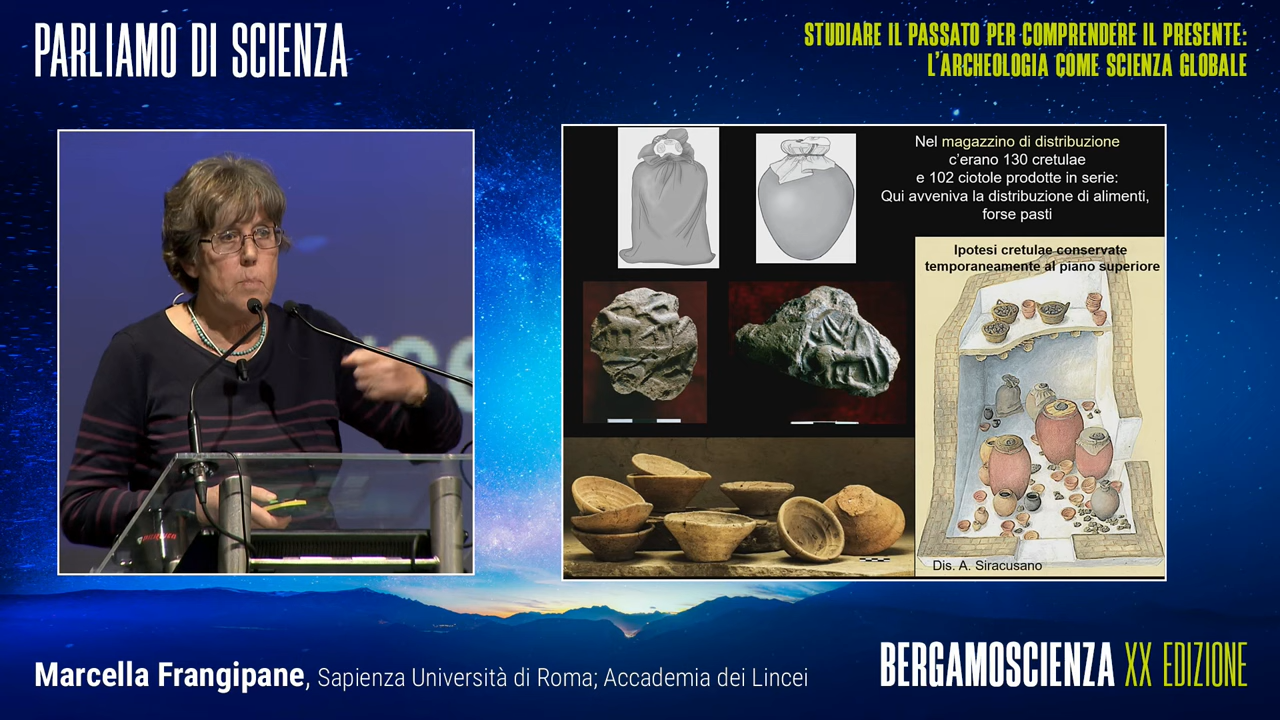 PARLIAMO DI SCIENZA
STUDIARE IL PASSATO PER COMPRENDERE IL PRESENTE:
L'ARCHEOLOGIA COME SCIENZA GLOBALE
Nel magazzino di distribuzione
c'erano 130 cretulae
e 102 ciotole prodotte in serie:
Qui avveniva la distribuzione di alimenti,
forse pasti
Ipotesi cretulae conservate
temporaneamente al piano superiore
Dis. A. Siracusano
Marcella Frangipane, Sapienza Università di Roma; Accademia dei Lincei
BERGAMOSCIENZA XX EDIZIONE